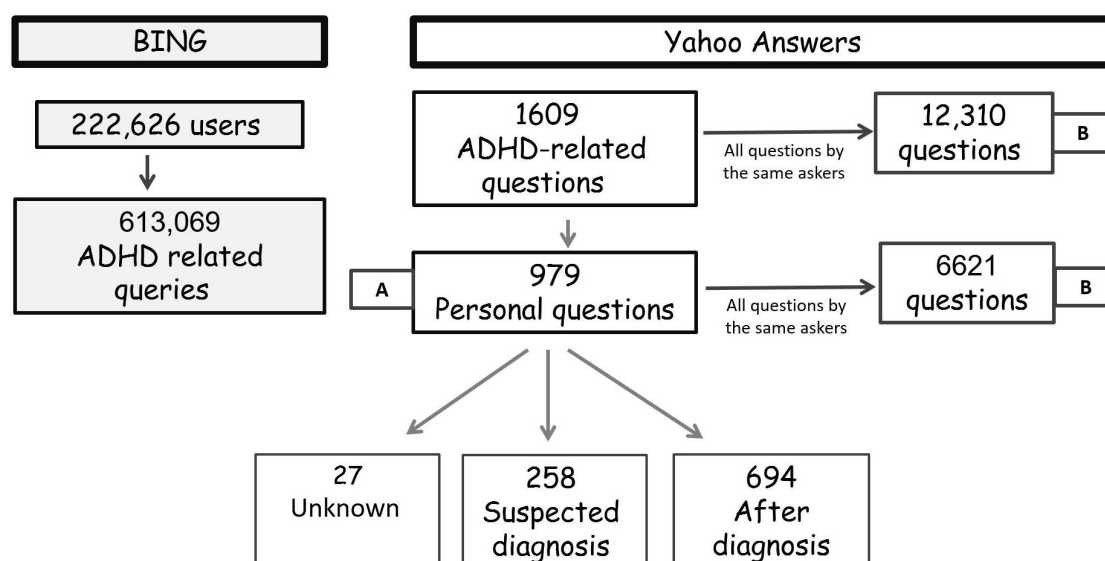 BING
Yahoo Answers
222,626 users
613,069
ADHD related
queries
1609
ADHD-related
questions
All questions by
the same askers
12,310
questions
B
A
979
Personal questions
All questions by
the same askers
6621
questions
B
27
Unknown
258
Suspected
diagnosis
694
After
diagnosis